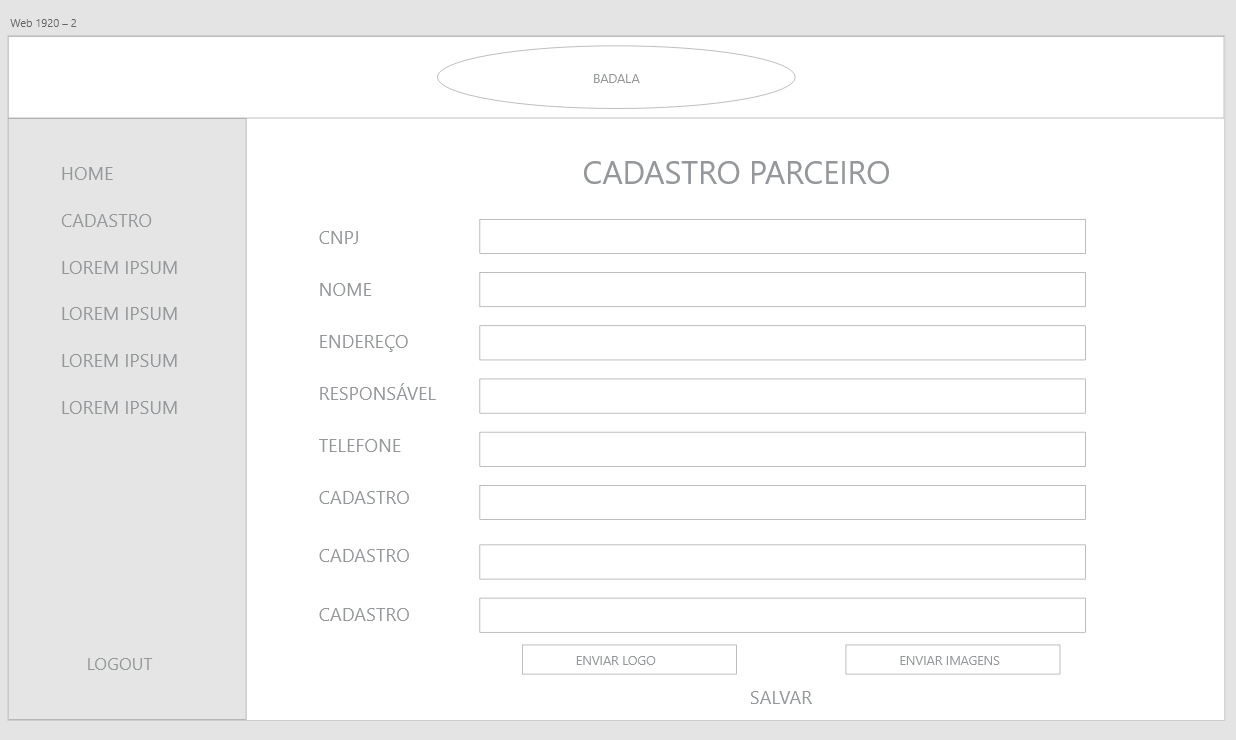 Web 1920 – 2
BADALA
HOME
CADASTRO
LOREM IPSUM
LOREM IPSUM
LOREM IPSUM
LOREM IPSUM
LOGOUT
CADASTRO PARCEIRO
CNPJ
NOME
ENDEREÇO
RESPONSÁVEL
TELEFONE
CADASTRO
CADASTRO
CADASTRO
ENVIAR LOGO
ENVIAR IMAGENS
SALVAR